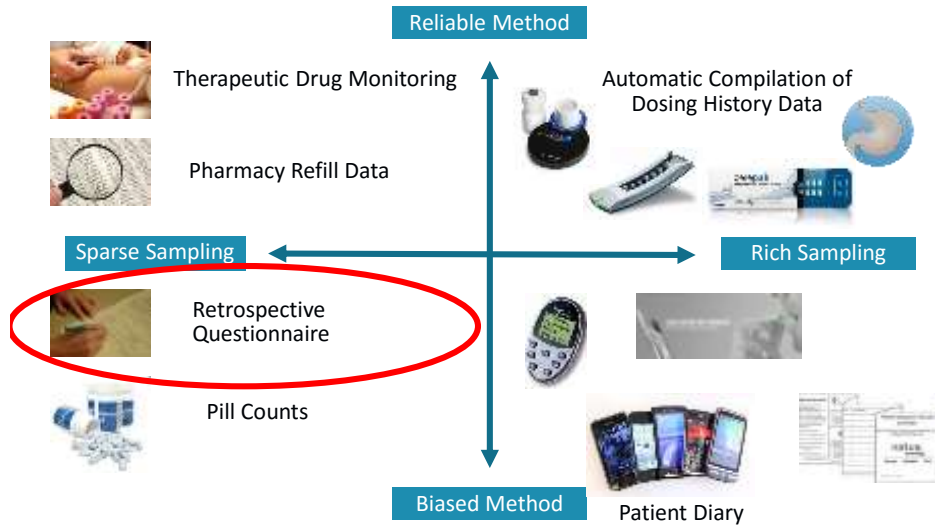 Reliable Method
Therapeutic Drug Monitoring
Automatic Compilation of
Dosing History Data
Pharmacy Refill Data
Sparse Sampling
Rich Sampling
Retrospective
Questionnaire
Pill Counts
Biased Method
Patient Diary